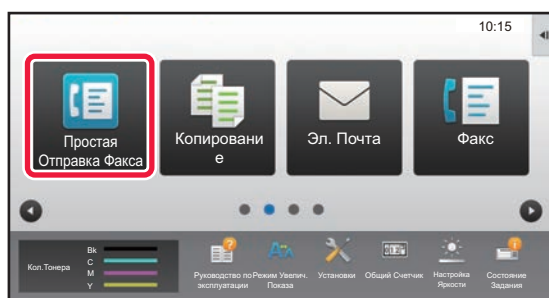 10:15
Простая
Отправка Факса
Копировани
е
Эл. Почта
Факс
Кол.Тонера
Bk
C
M
Y
Руководство по
эксплуатации
Режим Увелич.
Показа
Установки
Общий Счетчик
Настройка
Яркости
Состояние
Задания